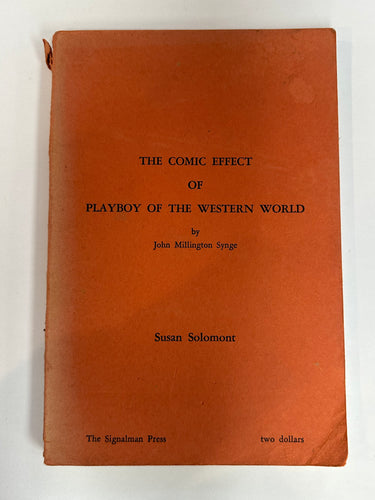 THE COMIC EFFECT
OF
PLAYBOY OF THE WESTERN WORLD
by
John Millington Synge
Susan Solomont
The Signalman Press two dollars